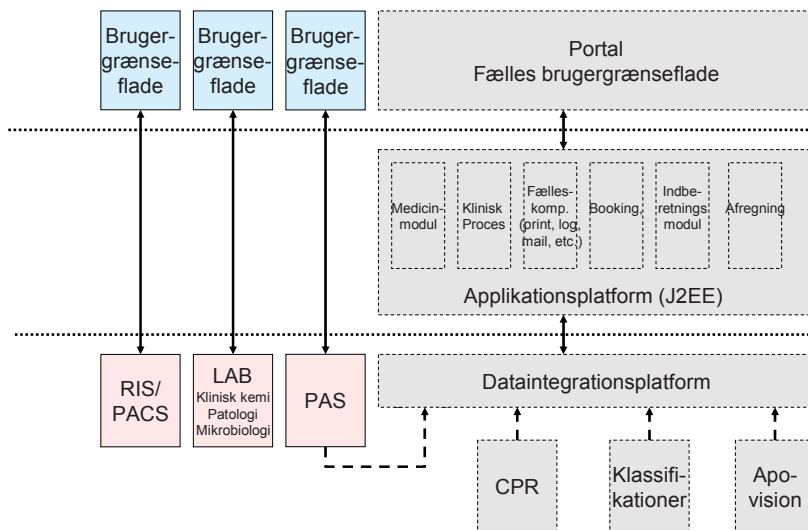 Bruger-
grænse-
flade
Bruger-
grænse-
flade
Bruger-
grænse-
flade
Portal
Fælles brugergrænseflade
Medicin-
modul
Klinisk
Proces
Fælles-
komp.
(print, log,
mail, etc.)
Booking,
Indbe-
retnings
modul
Afregning
Applikationsplatform (J2EE)
RIS/
PACS
LAB
Klinisk kemi
Patologi
Mikrobiologi
PAS
Dataintegrationsplatform
CPR
Klassifi-
kationer
Apo-
vision